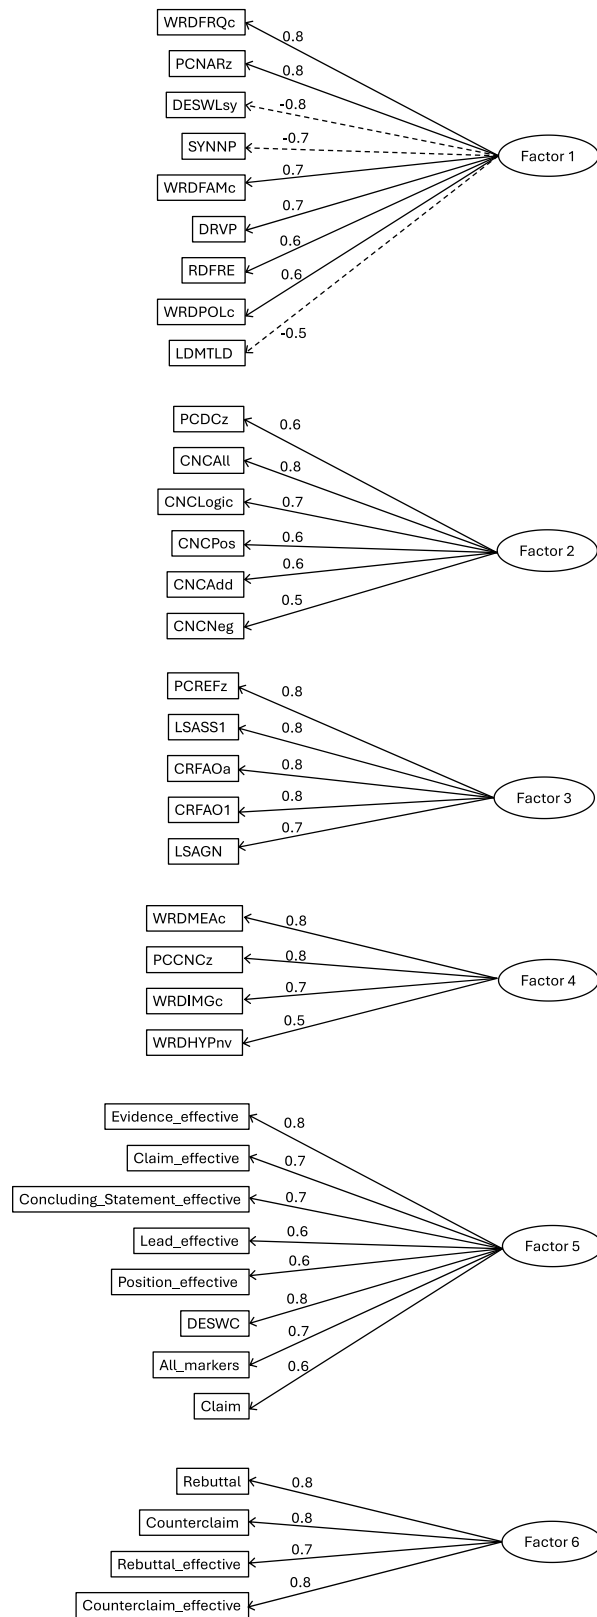 WRDFRQc
0.8
PCNARz
0.8
DESWLsy
-0.8
SYNNP
-0.7
Factor 1
WRDFAMc
0.7
DRVP
0.7
RDFRE
0.6
WRDPOLc
0.6
LDMTLD
-0.5
PCDCz
0.6
CNCAll
0.8
CNCLogic
0.7
CNCPos
0.6
Factor 2
CNCAdd
0.6
CNCNeg
0.5
PCREFz
0.8
LSASS1
0.8
CRFAOa
0.8
Factor 3
CRFAO1
0.8
LSAGN
0.7
WRDMEAc
0.8
PCCNCz
0.8
Factor 4
WRDIMGc
0.7
WRDHYPnv
0.5
Evidence_effective
0.8
Claim_effective
0.7
Concluding_Statement_effective
0.7
Lead_effective
0.6
Factor 5
Position_effective
0.6
DESWC
0.8
All_markers
0.7
Claim
0.6
Rebuttal
0.8
Counterclaim
0.8
Factor 6
Rebuttal_effective
0.7
Counterclaim_effective
0.8